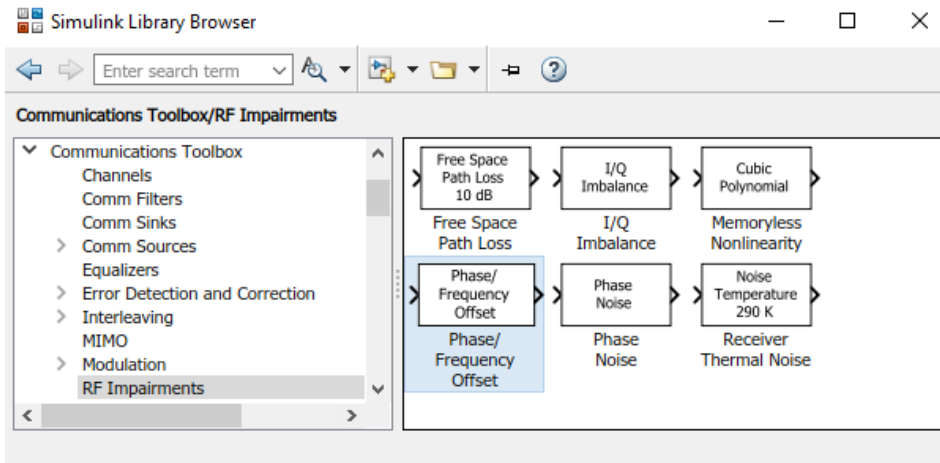 Simulink Library Browser
Enter search term
Communications Toolbox/RF Impairments
Communications Toolbox
Channels
Comm Filters
Comm Sinks
Comm Sources
Equalizers
Error Detection and Correction
Interleaving
MIMO
Modulation
RF Impairments
Free Space
Path Loss
10 dB
Free Space
Path Loss
I/Q
Imbalance
I/Q
Imbalance
Cubic
Polynomial
Memoryless
Nonlinearity
Phase/
Frequency
Offset
Phase/
Frequency
Offset
Phase
Noise
Phase
Noise
Noise
Temperature
290 K
Receiver
Thermal Noise